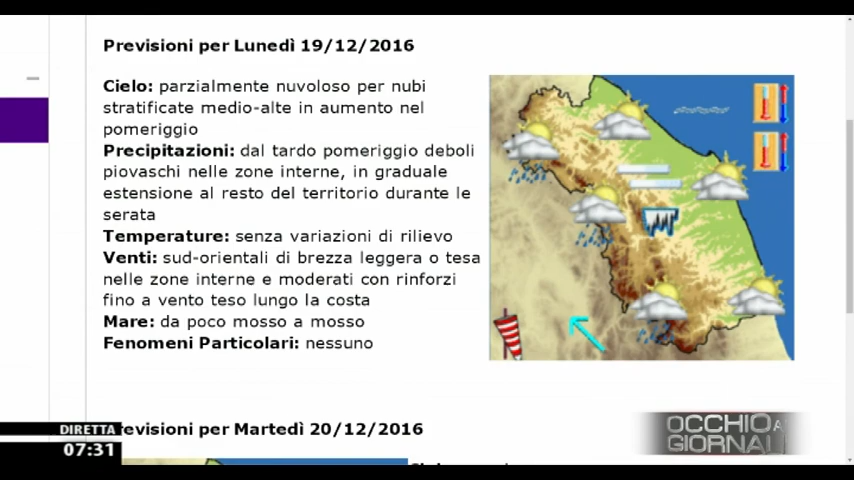 Previsioni per Lunedì 19/12/2016
Cielo: parzialmente nuvoloso per nubi
stratificate medio-alte in aumento nel
pomeriggio
Precipitazioni: dal tardo pomeriggio deboli
piovaschi nelle zone interne, in graduale
estensione al resto del territorio durante le
serata
Temperature: senza variazioni di rilievo
Venti: sud-orientali di brezza leggera o tesa
nelle zone interne e moderati con rinforzi
fino a vento teso lungo la costa
Mare: da poco mosso a mosso
Fenomeni Particolari: nessuno
revisioni per Martedì 20/12/2016
DIRETTA
07:31
OCCHIO AI
GIORNALI